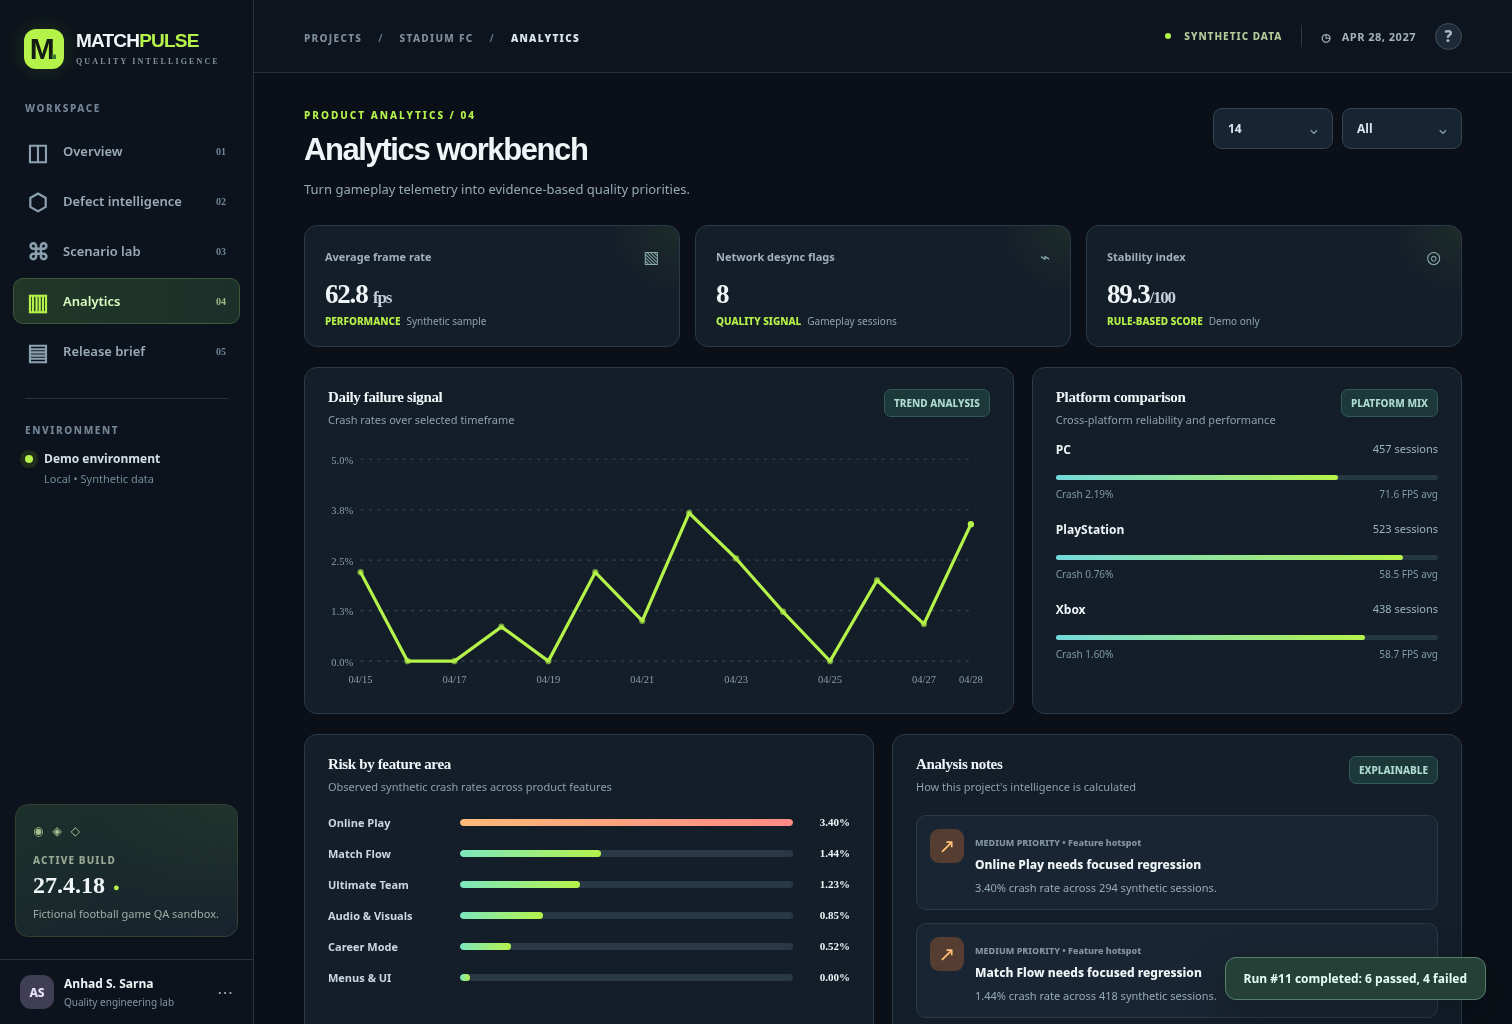 MATCHPULSE
QUALITY INTELLIGENCE
WORKSPACE
Overview 01
Defect intelligence 02
Scenario lab 03
Analytics 04
Release brief 05
ENVIRONMENT
Demo environment
Local • Synthetic data
ACTIVE BUILD
27.4.18
Fictional football game QA sandbox.
AS
Anhad S. Sarna
Quality engineering lab
PROJECTS / STADIUM FC / ANALYTICS
SYNTHETIC DATA
APR 28, 2027
?
PRODUCT ANALYTICS / 04
Analytics workbench
Turn gameplay telemetry into evidence-based quality priorities.
14
All
Average frame rate
62.8 fps
PERFORMANCE Synthetic sample
Network desync flags
8
QUALITY SIGNAL Gameplay sessions
Stability index
89.3/100
RULE-BASED SCORE Demo only
Daily failure signal
Crash rates over selected timeframe
TREND ANALYSIS
5.0%
3.8%
2.5%
1.3%
0.0%
04/15 04/17 04/19 04/21 04/23 04/25 04/27 04/28
Platform comparison
Cross-platform reliability and performance
PLATFORM MIX
PC 457 sessions
Crash 2.19% 71.6 FPS avg
PlayStation 523 sessions
Crash 0.76% 58.5 FPS avg
Xbox 438 sessions
Crash 1.60% 58.7 FPS avg
Risk by feature area
Observed synthetic crash rates across product features
Online Play 3.40%
Match Flow 1.44%
Ultimate Team 1.23%
Audio & Visuals 0.85%
Career Mode 0.52%
Menus & UI 0.00%
Analysis notes
How this project's intelligence is calculated
EXPLAINABLE
MEDIUM PRIORITY • Feature hotspot
Online Play needs focused regression
3.40% crash rate across 294 synthetic sessions.
MEDIUM PRIORITY • Feature hotspot
Match Flow needs focused regression
1.44% crash rate across 418 synthetic sessions.
Run #11 completed: 6 passed, 4 failed